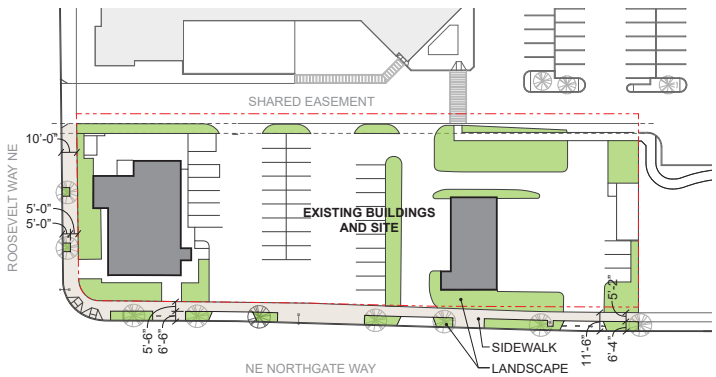 SHARED EASEMENT
10'-0"
ROOSEVELT WAY NE
5'-0"
5'-0"
EXISTING BUILDINGS
AND SITE
5'-2"
5'-6"
6'-6"
11'-6"
6'-4"
SIDEWALK
LANDSCAPE
NE NORTHGATE WAY